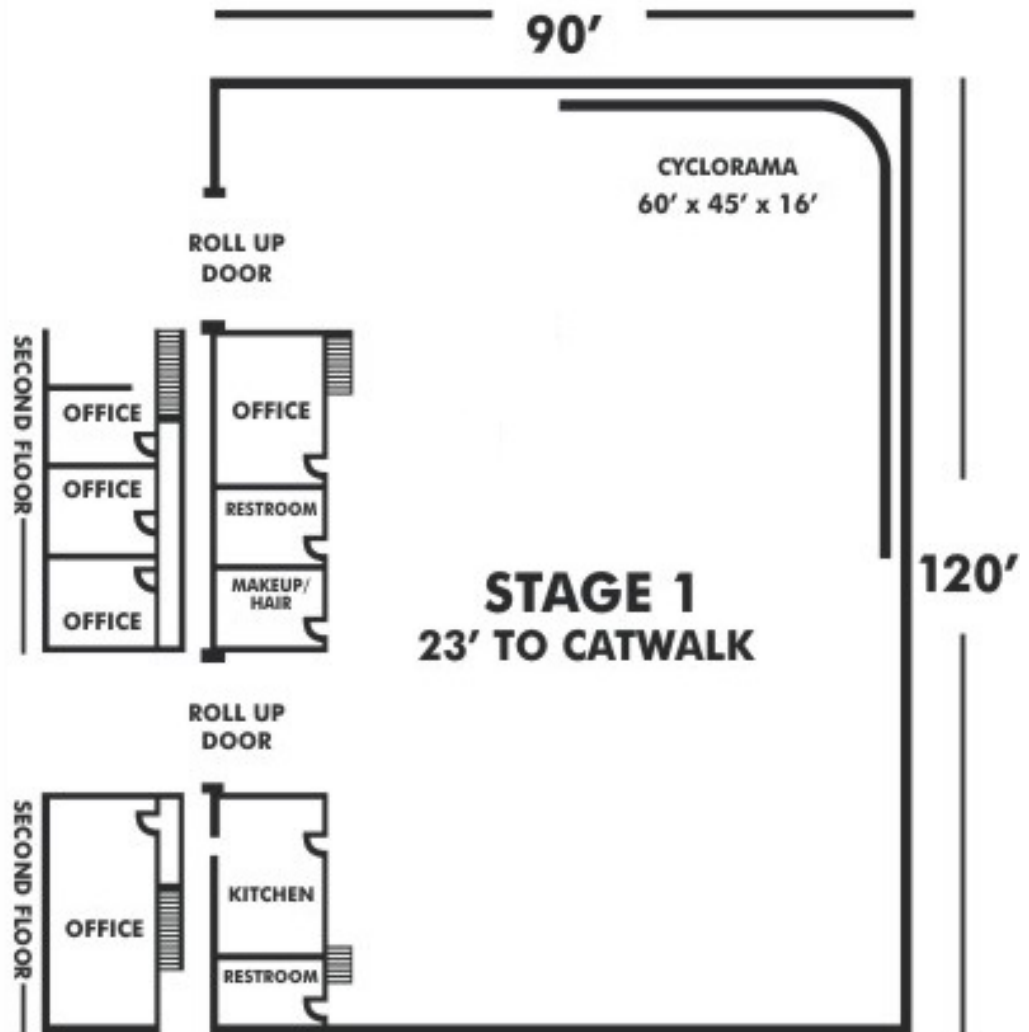 90’
CYCLORAMA
60’ x 45’ x 16’
ROLL UP
DOOR
SECOND FLOOR
OFFICE
OFFICE
OFFICE
OFFICE
RESTROOM
MAKEUP/
HAIR
STAGE 1
23’ TO CATWALK
120’
ROLL UP
DOOR
SECOND FLOOR
OFFICE
KITCHEN
RESTROOM